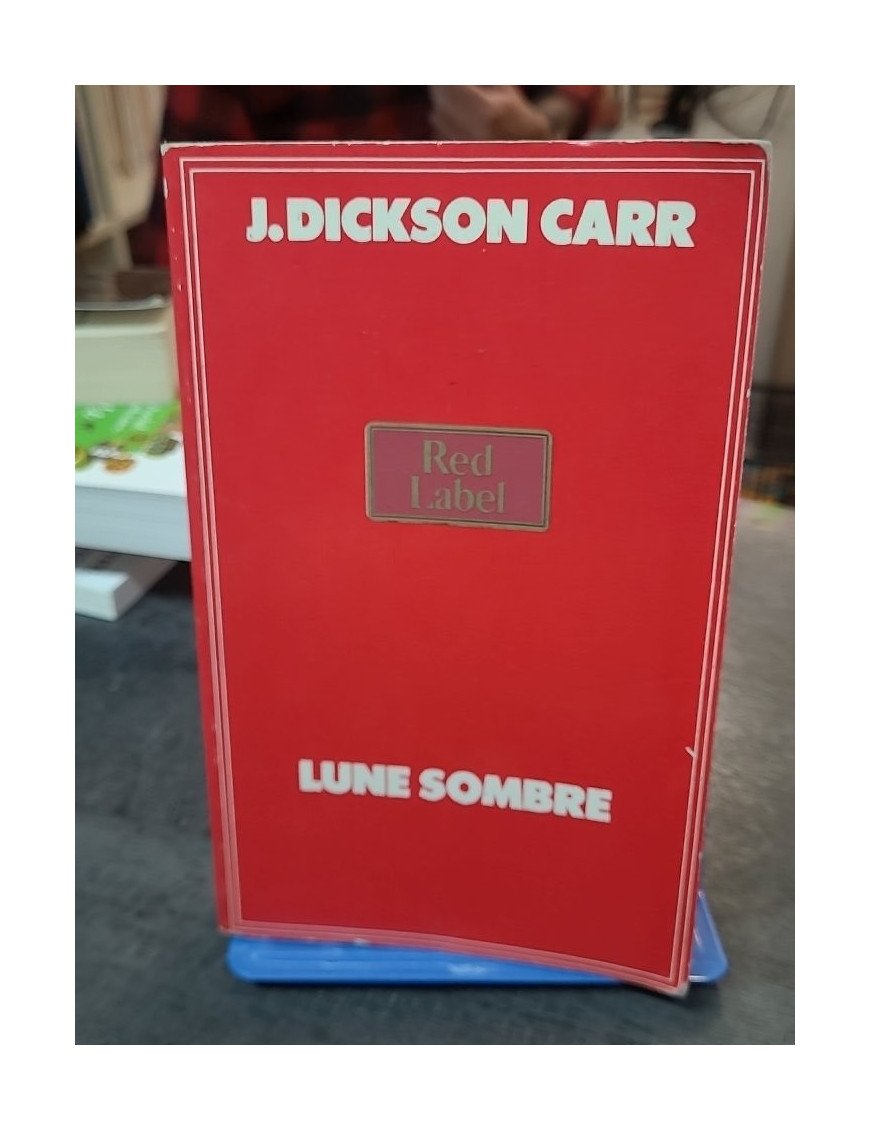 J.DICKSON CARR
Red
Label
LUNE SOMBRE